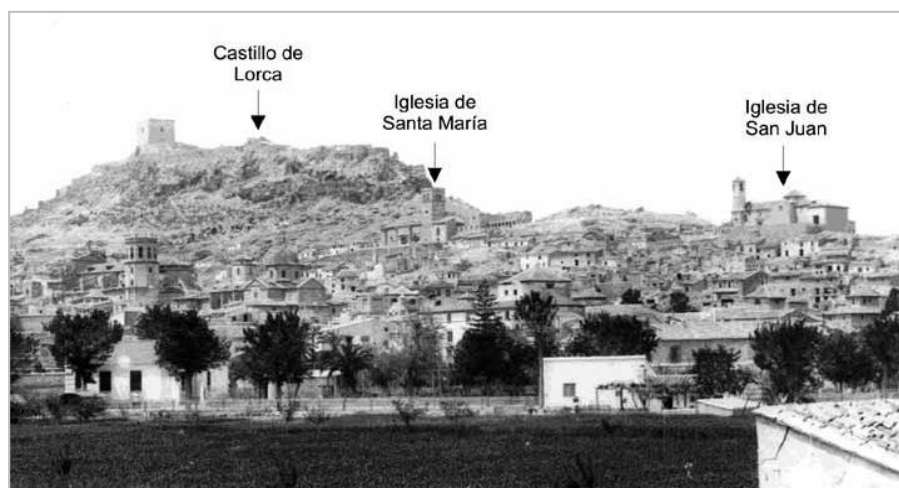 Castillo de
Lorca
Iglesia de
Santa María
Iglesia de
San Juan